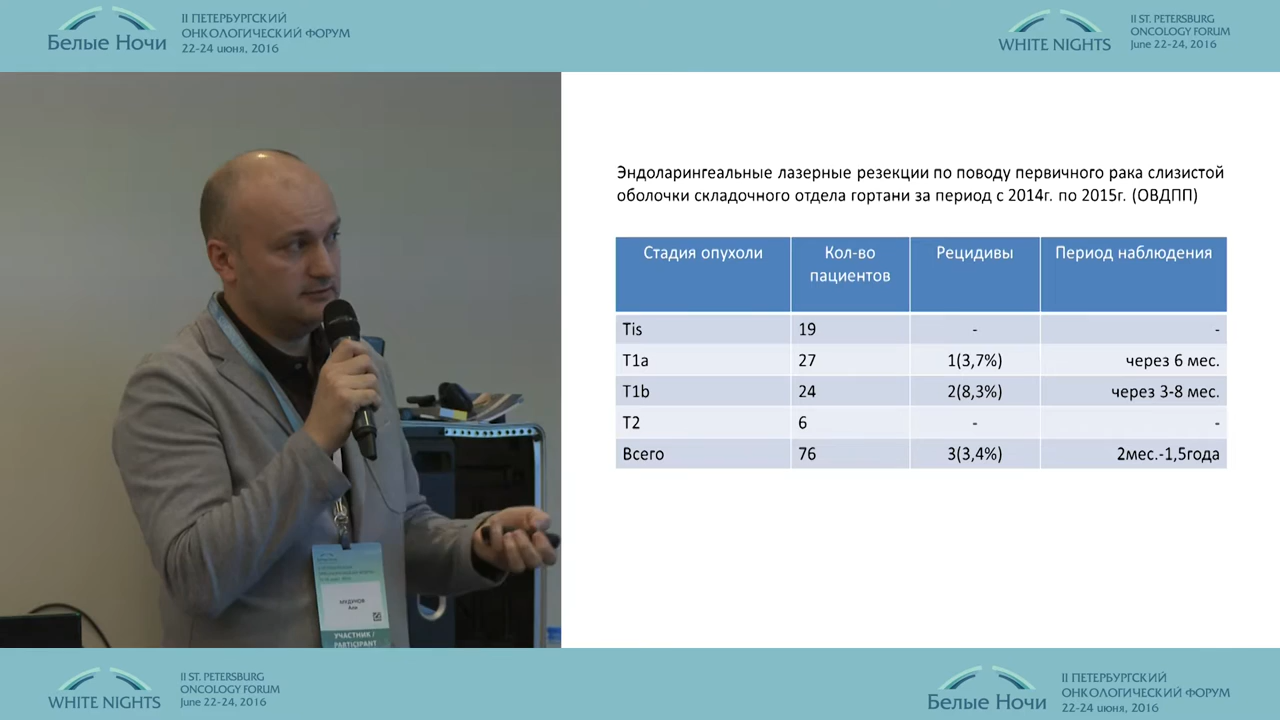 Белые Ночи
II ПЕТЕРБУРГСКИЙ
ОНКОЛОГИЧЕСКИЙ ФОРУМ
22-24 июня, 2016
WHITE NIGHTS
II ST. PETERSBURG
ONCOLOGY FORUM
June 22-24, 2016
Эндоларингеальные лазерные резекции по поводу первичного рака слизистой
оболочки складочного отдела гортани за период с 2014г. по 2015г. (ОВДПП)
Стадия опухоли Кол-во пациентов Рецидивы Период наблюдения
Tis 19 - -
T1a 27 1(3,7%) через 6 мес.
T1b 24 2(8,3%) через 3-8 мес.
T2 6 - -
Всего 76 3(3,4%) 2мес.-1,5года
МУДУНОВ
Али
УЧАСТНИК /
PARTICIPANT
WHITE NIGHTS
II ST. PETERSBURG
ONCOLOGY FORUM
June 22-24, 2016
Белые Ночи
II ПЕТЕРБУРГСКИЙ
ОНКОЛОГИЧЕСКИЙ ФОРУМ
22-24 июня, 2016